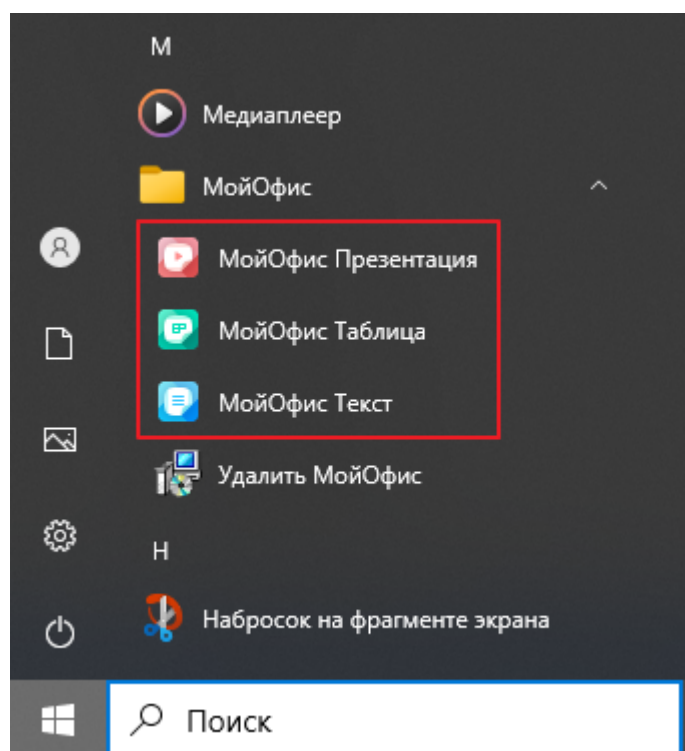 М
Медиаплеер
МойОфис
МойОфис Презентация
МойОфис Таблица
МойОфис Текст
Удалить МойОфис
Н
Набросок на фрагменте экрана
Поиск